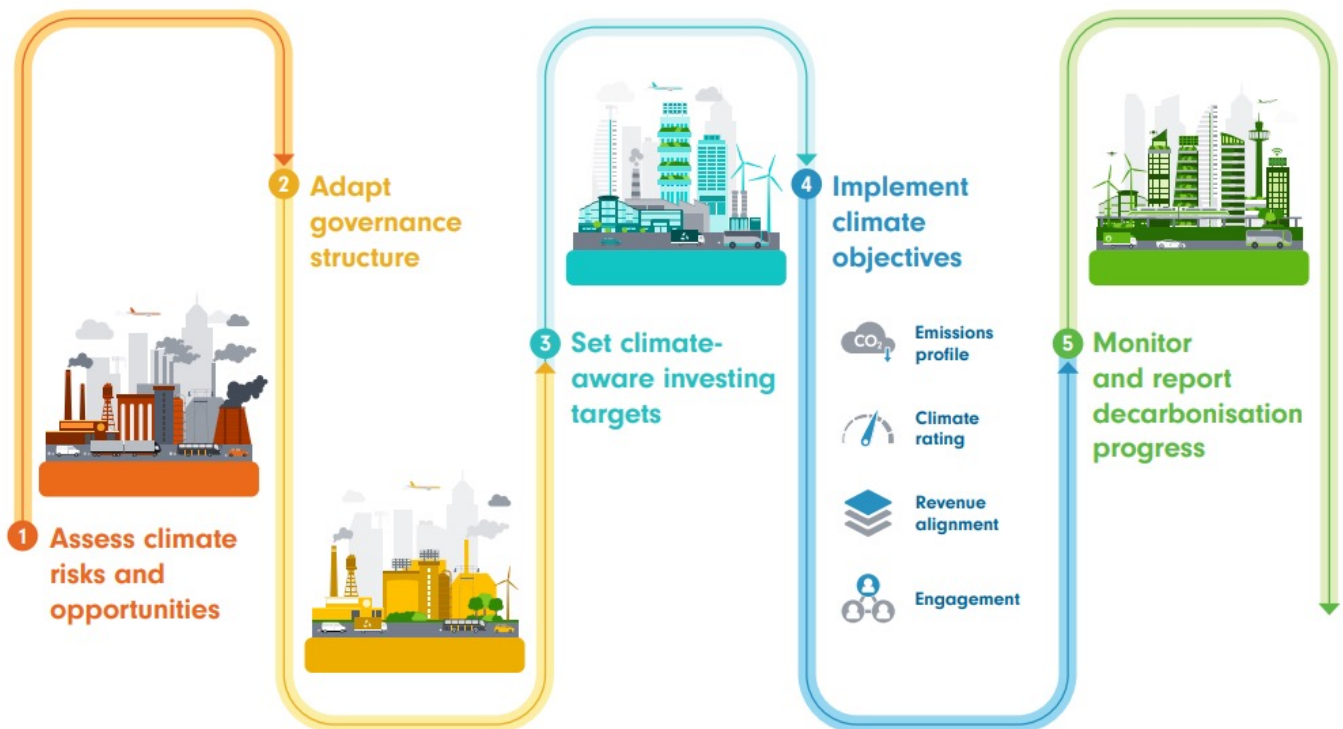 1 Assess climate
risks and
opportunities
2 Adapt
governance
structure
3 Set climate-
aware investing
targets
4 Implement
climate
objectives
CO₂ Emissions
profile
Climate
rating
Revenue
alignment
Engagement
5 Monitor
and report
decarbonisation
progress